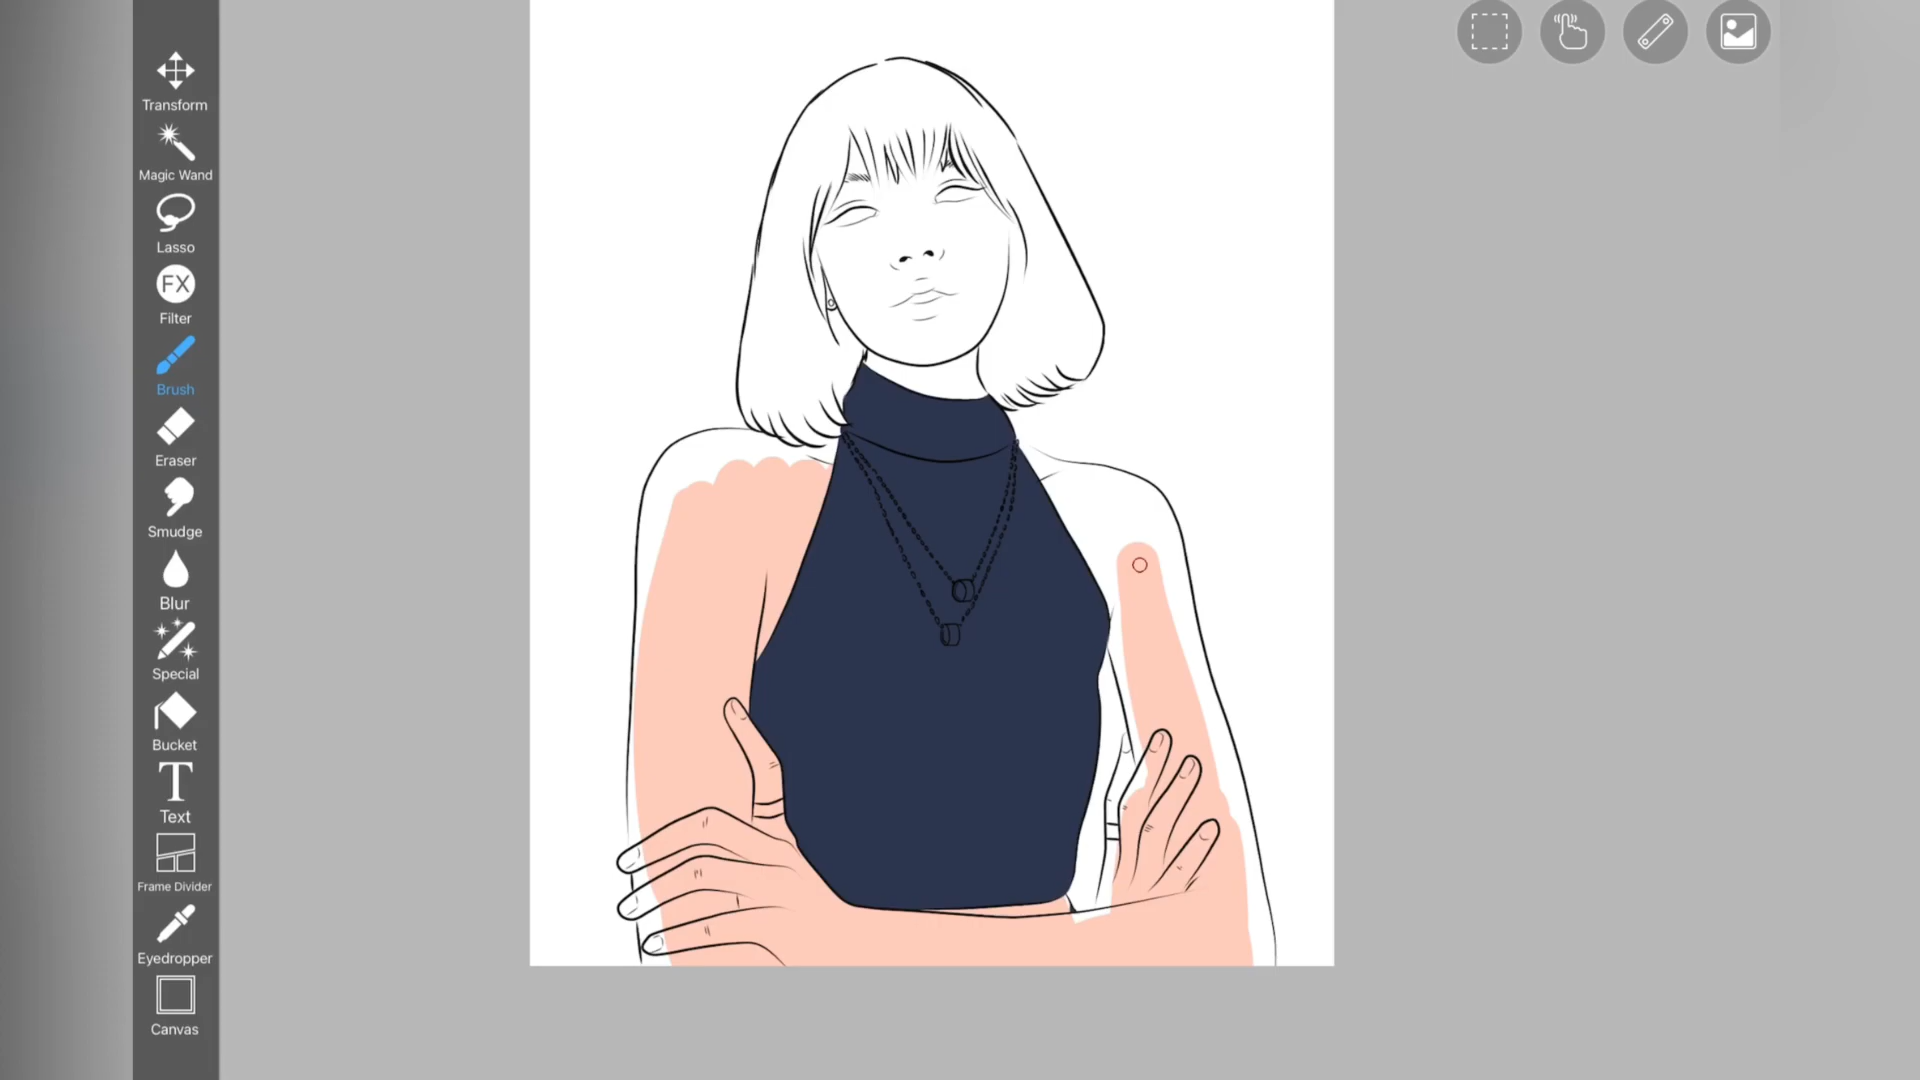 Transform
Magic Wand
Lasso
FX
Filter
Brush
Eraser
Smudge
Blur
Special
Bucket
T
Text
Frame Divider
Eyedropper
Canvas